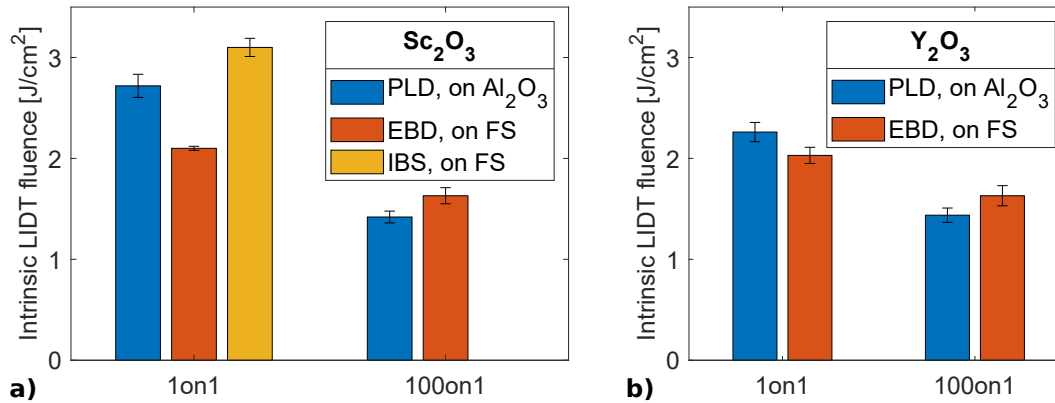 Intrinsic LIDT fluence [J/cm²]
3
2
1
0
Sc₂O₃
PLD, on Al₂O₃
EBD, on FS
IBS, on FS
1on1
100on1
a)
Intrinsic LIDT fluence [J/cm²]
3
2
1
0
Y₂O₃
PLD, on Al₂O₃
EBD, on FS
1on1
100on1
b)